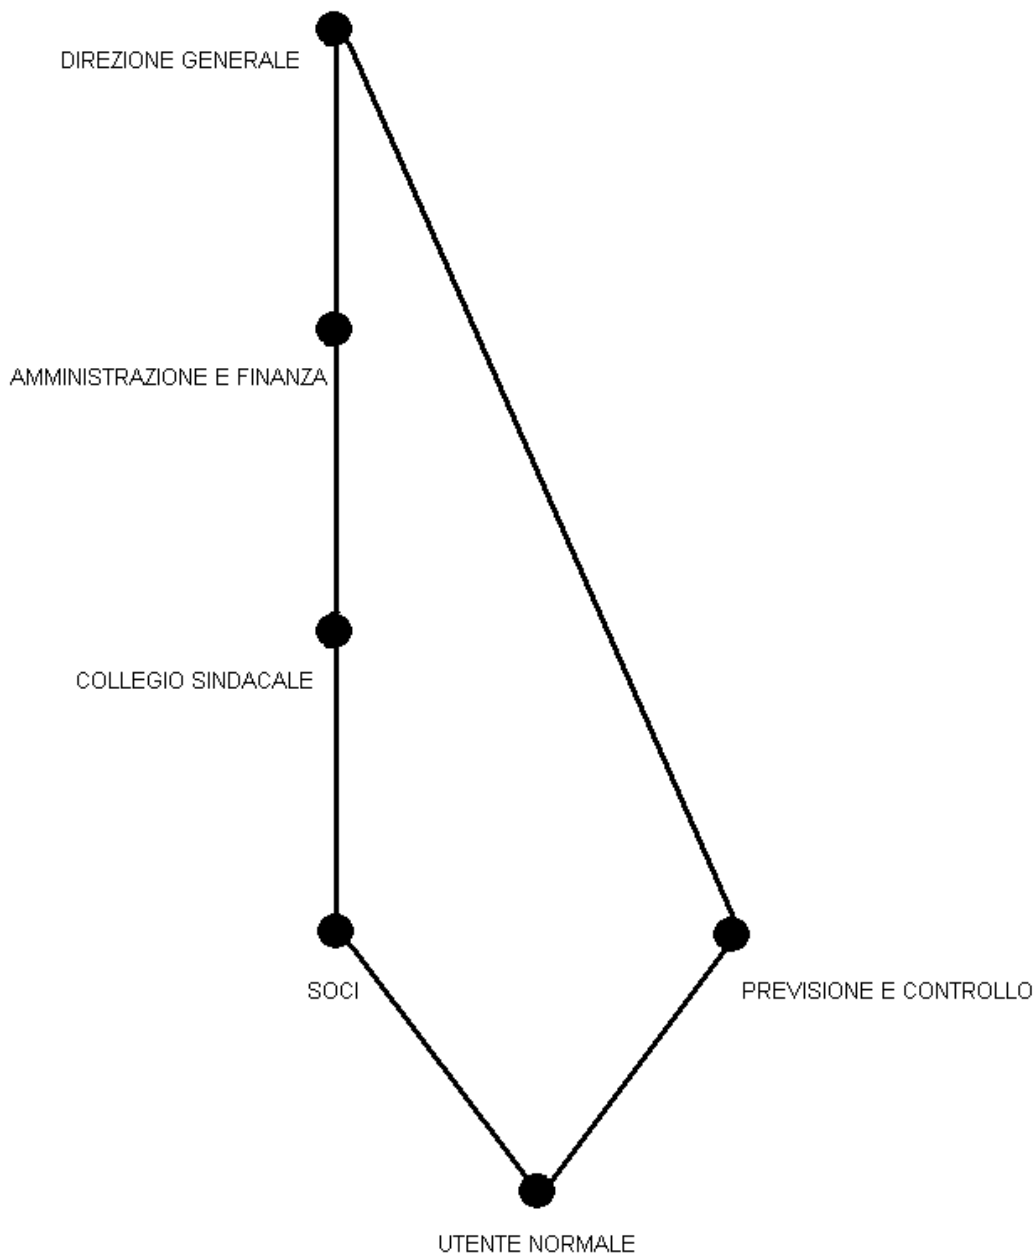 DIREZIONE GENERALE
AMMINISTRAZIONE E FINANZA
COLLEGIO SINDACALE
SOCI
PREVISIONE E CONTROLLO
UTENTE NORMALE